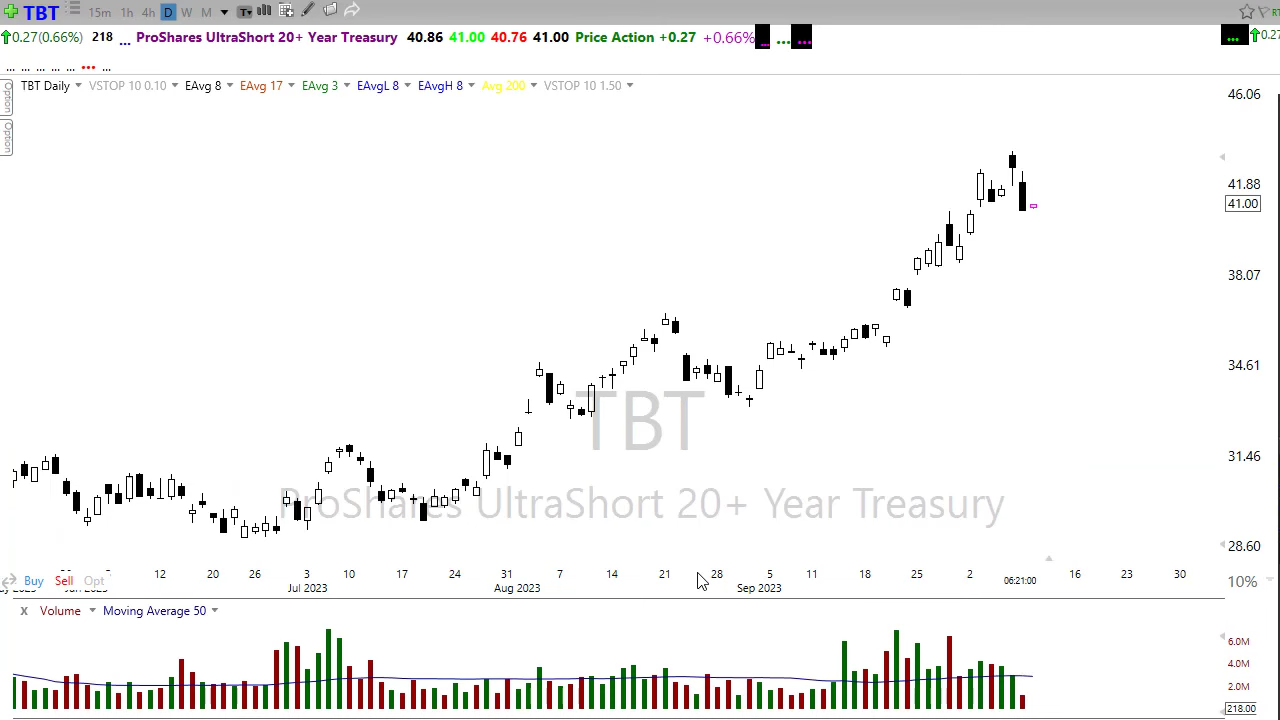 TBT 15m 1h 4h D W M T
0.27(0.66%) 218 ... ProShares UltraShort 20+ Year Treasury 40.86 41.00 40.76 41.00 Price Action +0.27 +0.66% ... ... ... ... 0.27
... ... ... ... ... ... ...
TBT Daily VSTOP 10 0.10 EAvg 8 EAvg 17 EAvg 3 EAvgL 8 EAvgH 8 Avg 200 VSTOP 10 1.50
Option
Option
46.06
41.88
41.00
38.07
34.61
31.46
28.60
TBT
ProShares UltraShort 20+ Year Treasury
12 20 26 3 10 17 24 31 7 14 21 28 5 11 18 25 2 06:21:00 16 23 30
Buy Sell Opt 10%
Jul 2023 Aug 2023 Sep 2023
x Volume Moving Average 50
6.0M
4.0M
2.0M
218.00